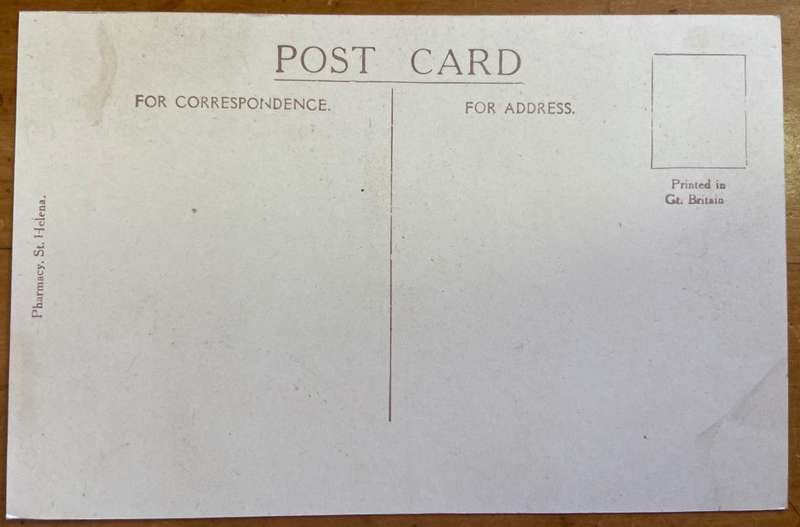 POST CARD
FOR CORRESPONDENCE.
FOR ADDRESS.
Printed in
Gt. Britain
Pharmacy, St. Helena.